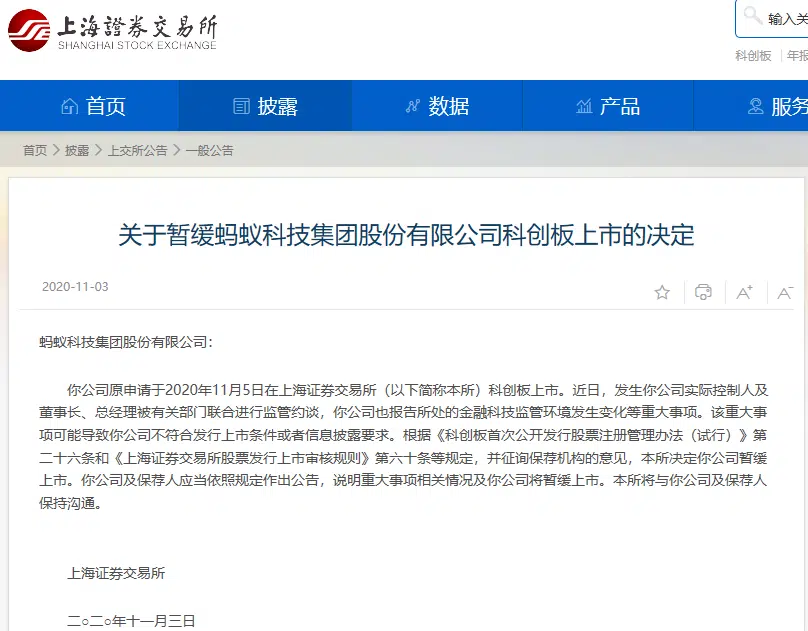 上海證券交易所
SHANGHAI STOCK EXCHANGE
输入关
科创板 年报
首页 披露 数据 产品 服务
首页 > 披露 > 上交所公告 > 一般公告
关于暂缓蚂蚁科技集团股份有限公司科创板上市的决定
2020-11-03
A+ A-
蚂蚁科技集团股份有限公司：
你公司原申请于2020年11月5日在上海证券交易所（以下简称本所）科创板上市。近日，发生你公司实际控制人及
董事长、总经理被有关部门联合进行监管约谈，你公司也报告所处的金融科技监管环境发生变化等重大事项。该重大事
项可能导致你公司不符合发行上市条件或者信息披露要求。根据《科创板首次公开发行股票注册管理办法（试行）》第
二十六条和《上海证券交易所股票发行上市审核规则》第六十条等规定，并征询保荐机构的意见，本所决定你公司暂缓
上市。你公司及保荐人应当依照规定作出公告，说明重大事项相关情况及你公司将暂缓上市。本所将与你公司及保荐人
保持沟通。
上海证券交易所
二○二○年十一月三日